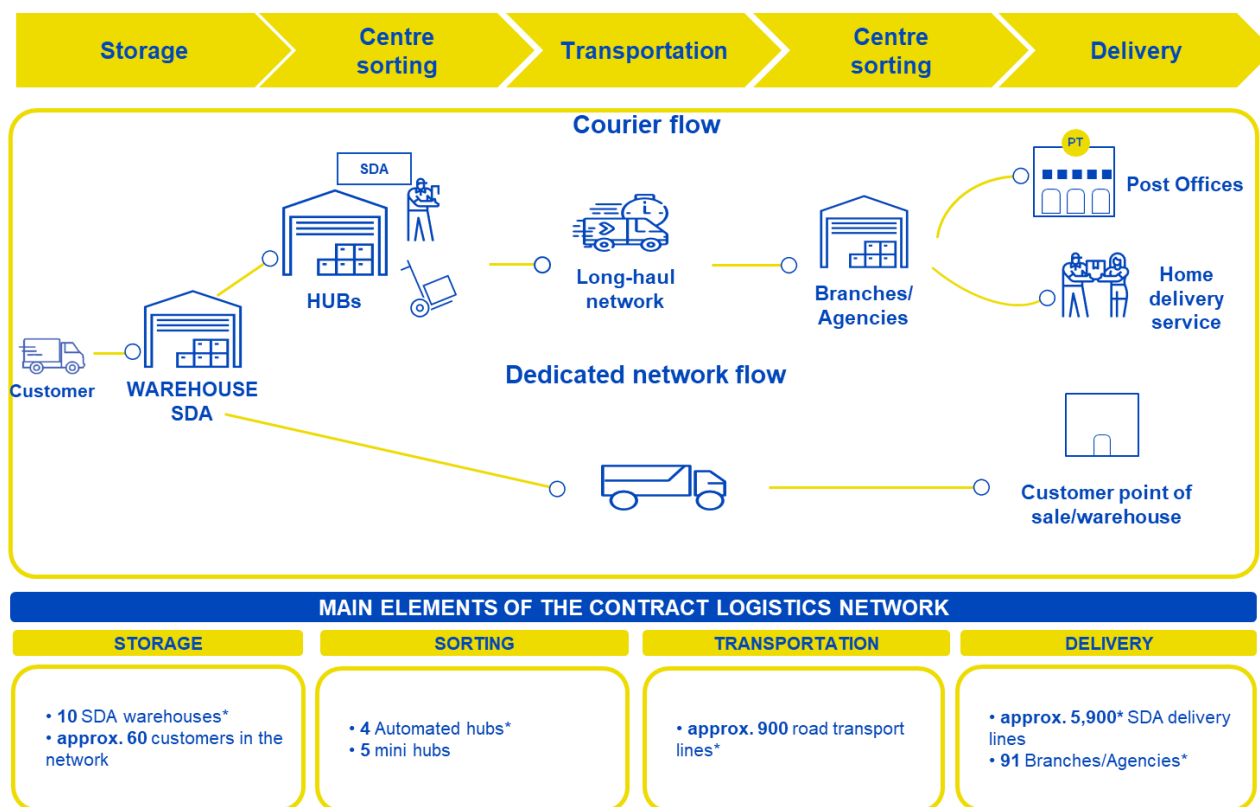 Storage
Centre
sorting
Transportation
Centre
sorting
Delivery
Courier flow
SDA
PT
Post Offices
HUBs
Long-haul
network
Branches/
Agencies
Home
delivery
service
Customer
WAREHOUSE
SDA
Dedicated network flow
Customer point of
sale/warehouse
MAIN ELEMENTS OF THE CONTRACT LOGISTICS NETWORK
STORAGE
• 10 SDA warehouses*
• approx. 60 customers in the
network
SORTING
• 4 Automated hubs*
• 5 mini hubs
TRANSPORTATION
• approx. 900 road transport
lines*
DELIVERY
• approx. 5,900* SDA delivery
lines
• 91 Branches/Agencies*